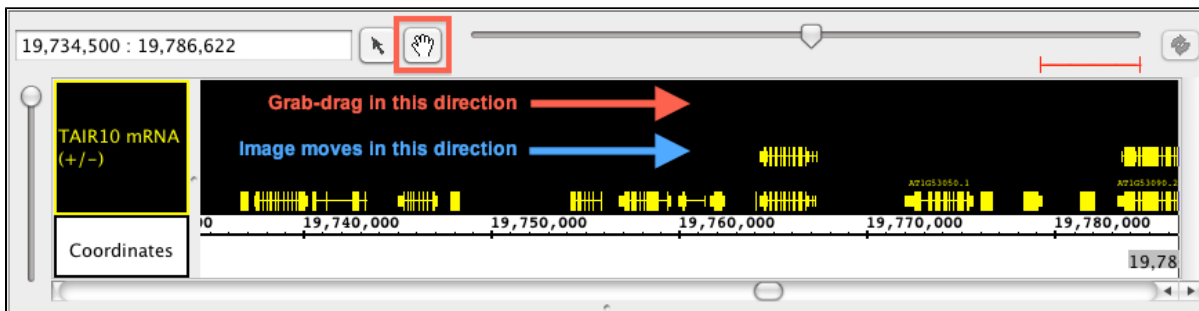 19,734,500 : 19,786,622
Grab-drag in this direction
TAIR10 mRNA
(+/-)
Image moves in this direction
AT1G53050.1 AT1G53090.2
00 19,740,000 19,750,000 19,760,000 19,770,000 19,780,000
Coordinates
19,78